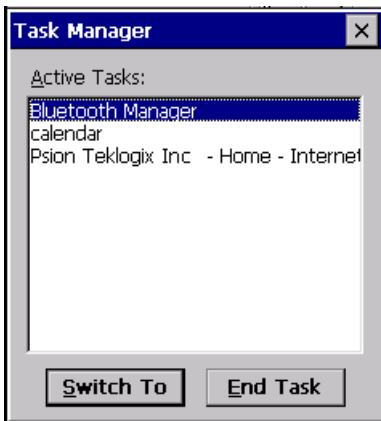 Task Manager
Active Tasks:
Bluetooth Manager
calendar
Psion Teklogix Inc - Home - Internet
Switch To
End Task